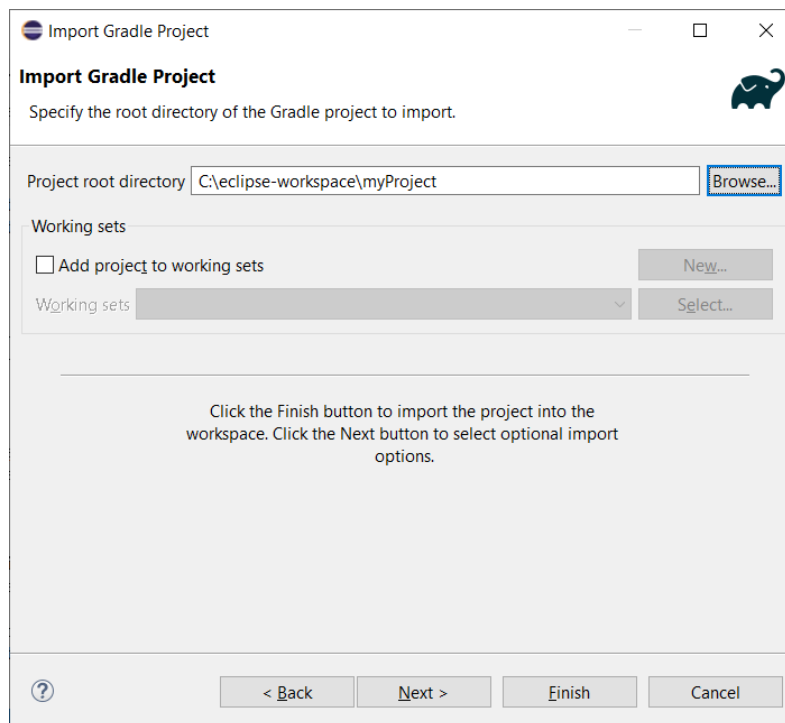 Import Gradle Project
Import Gradle Project
Specify the root directory of the Gradle project to import.
Project root directory C:\eclipse-workspace\myProject Browse...
Working sets
Add project to working sets New...
Working sets Select...
Click the Finish button to import the project into the
workspace. Click the Next button to select optional import
options.
? < Back Next > Finish Cancel